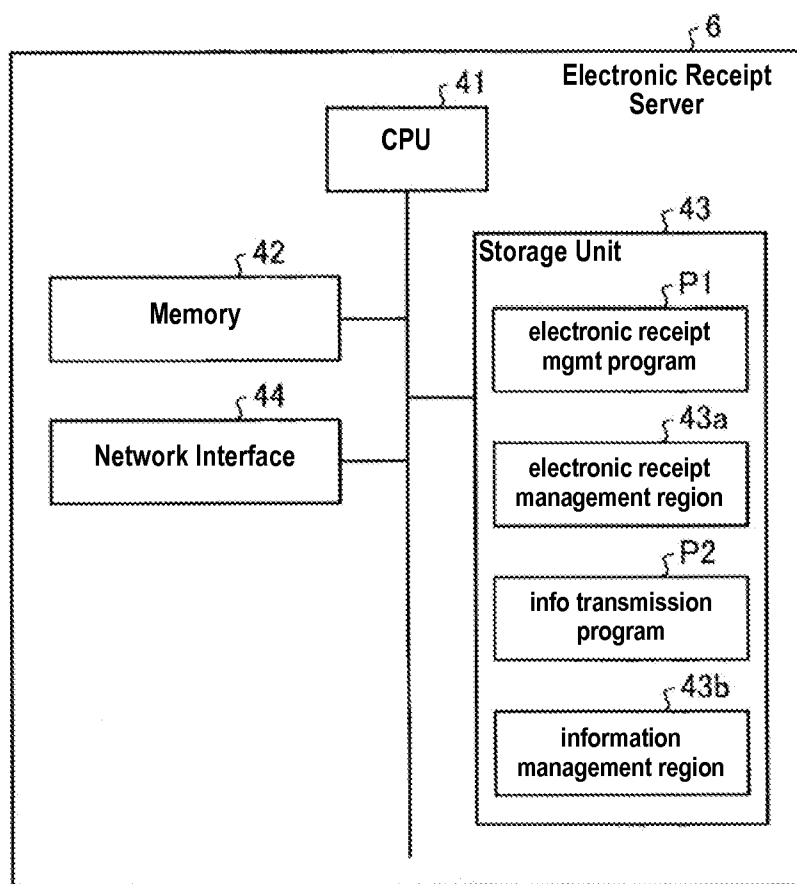 6
Electronic Receipt
Server
41
CPU
43
Storage Unit
42
Memory
P1
electronic receipt
mgmt program
44
Network Interface
43a
electronic receipt
management region
P2
info transmission
program
43b
information
management region